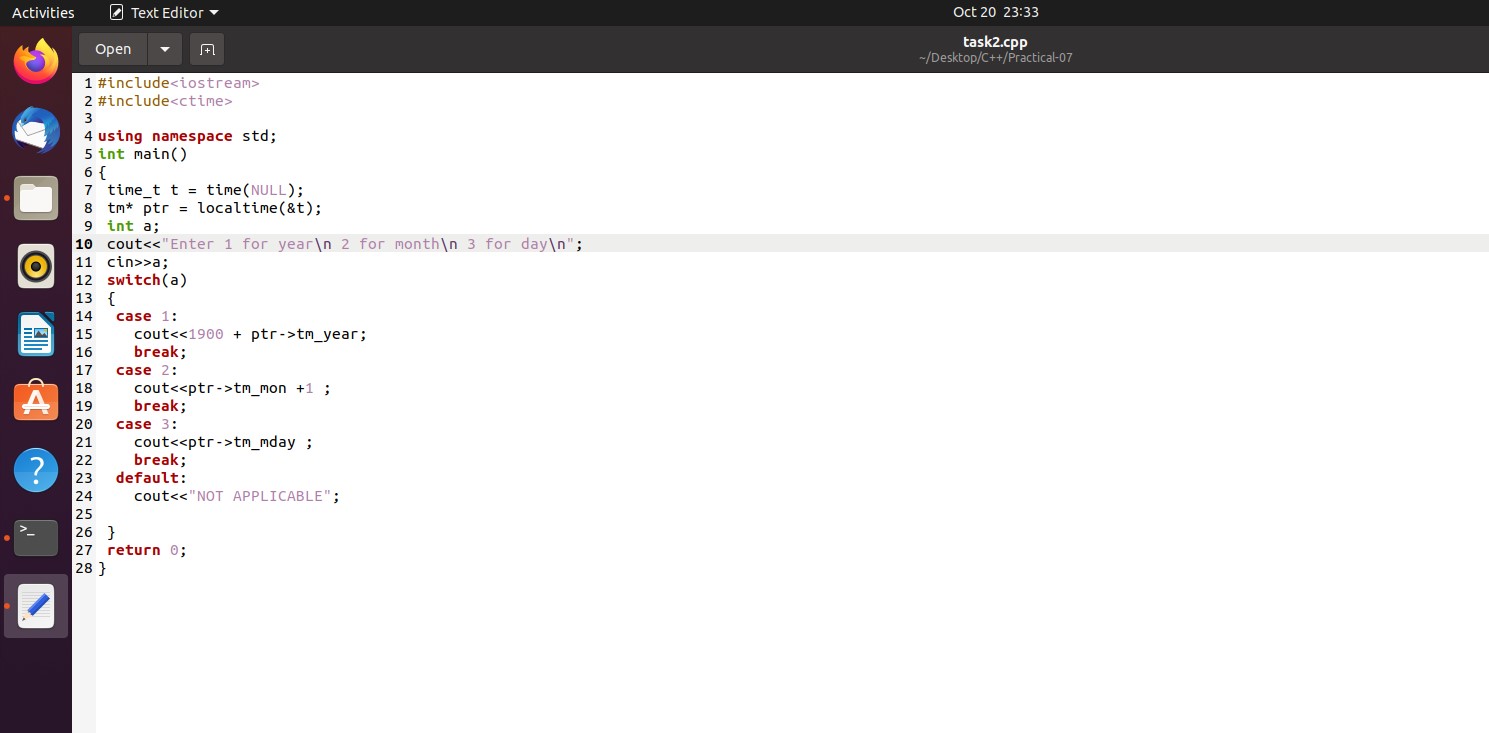 Activities Text Editor Oct 20 23:33
Open task2.cpp
~/Desktop/C++/Practical-07
1 #include<iostream>
2 #include<ctime>
3
4 using namespace std;
5 int main()
6 {
7  time_t t = time(NULL);
8  tm* ptr = localtime(&t);
9  int a;
10  cout<<"Enter 1 for year\n 2 for month\n 3 for day\n";
11  cin>>a;
12  switch(a)
13  {
14   case 1:
15     cout<<1900 + ptr->tm_year;
16     break;
17   case 2:
18     cout<<ptr->tm_mon +1 ;
19     break;
20   case 3:
21     cout<<ptr->tm_mday ;
22     break;
23   default:
24     cout<<"NOT APPLICABLE";
25
26  }
27  return 0;
28 }